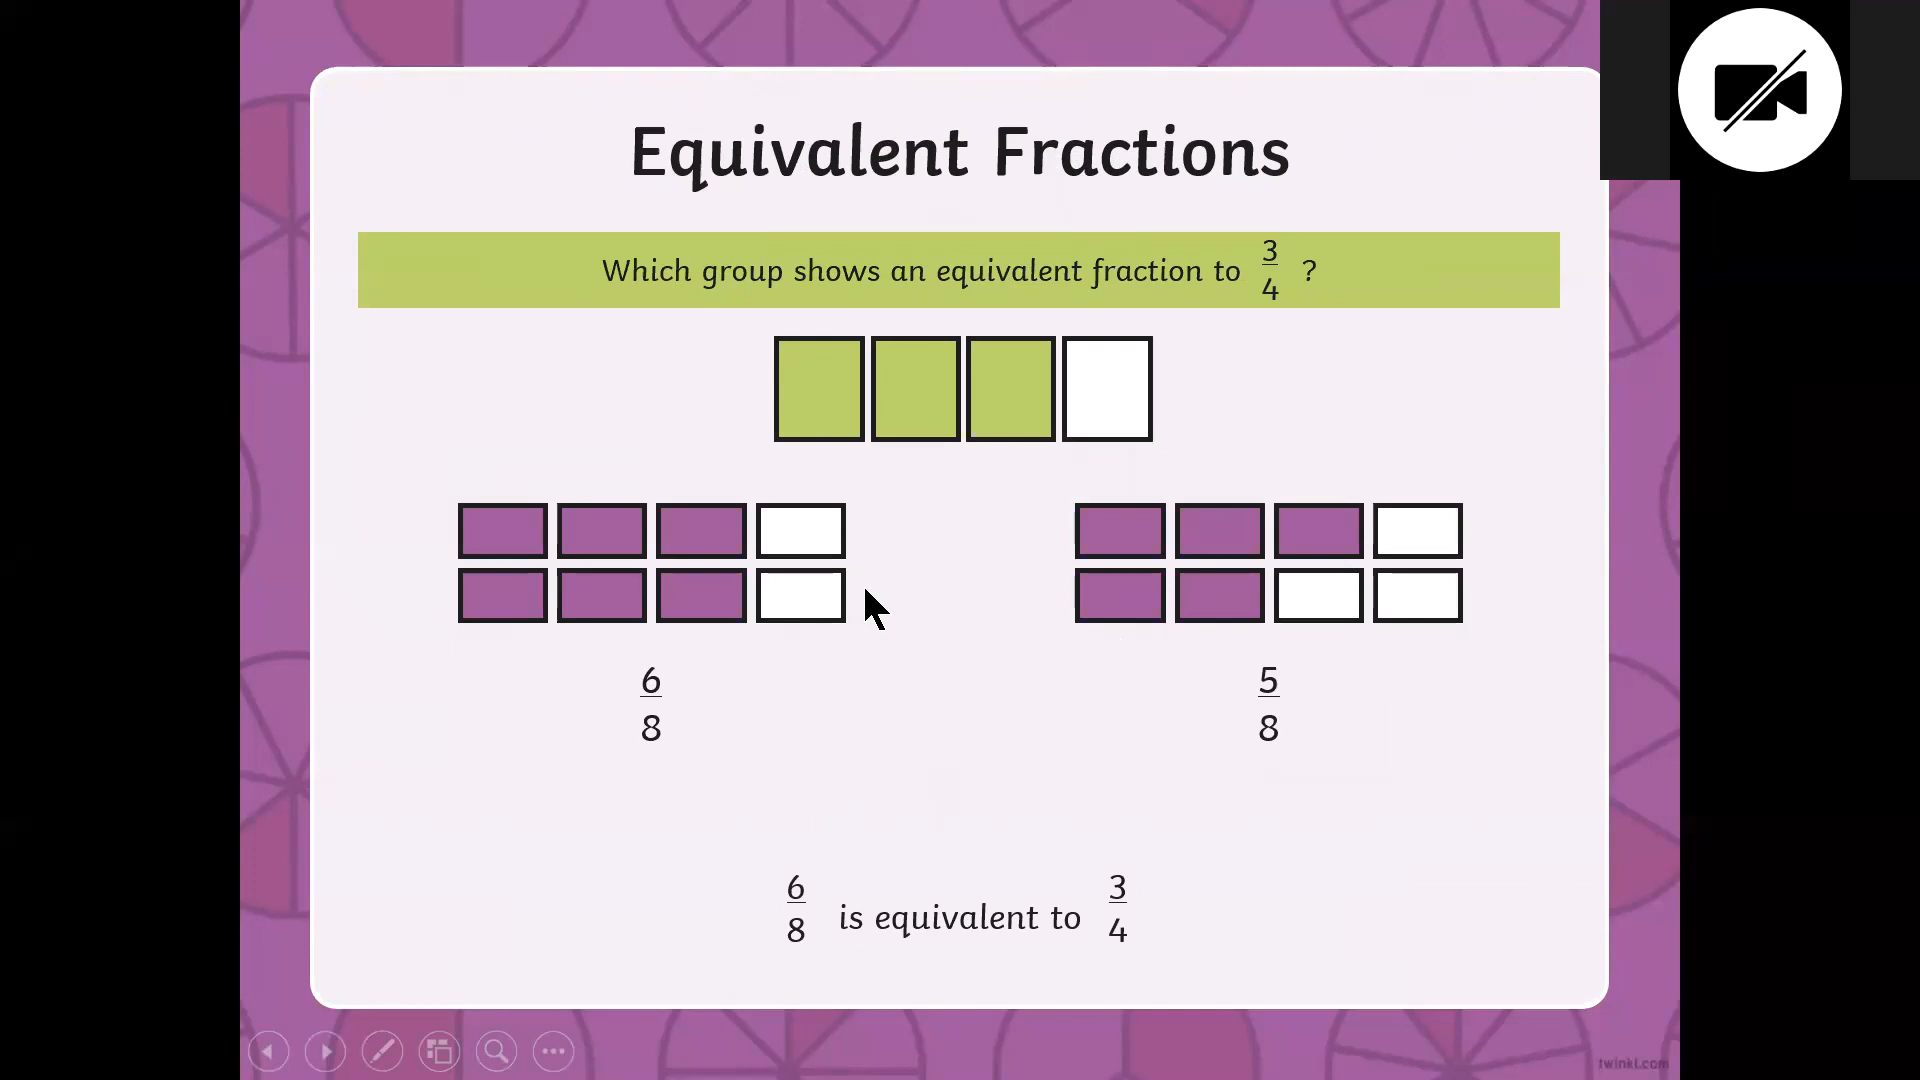 Equivalent Fractions
Which group shows an equivalent fraction to 3/4 ?
6/8
5/8
6/8 is equivalent to 3/4
twinkl.com